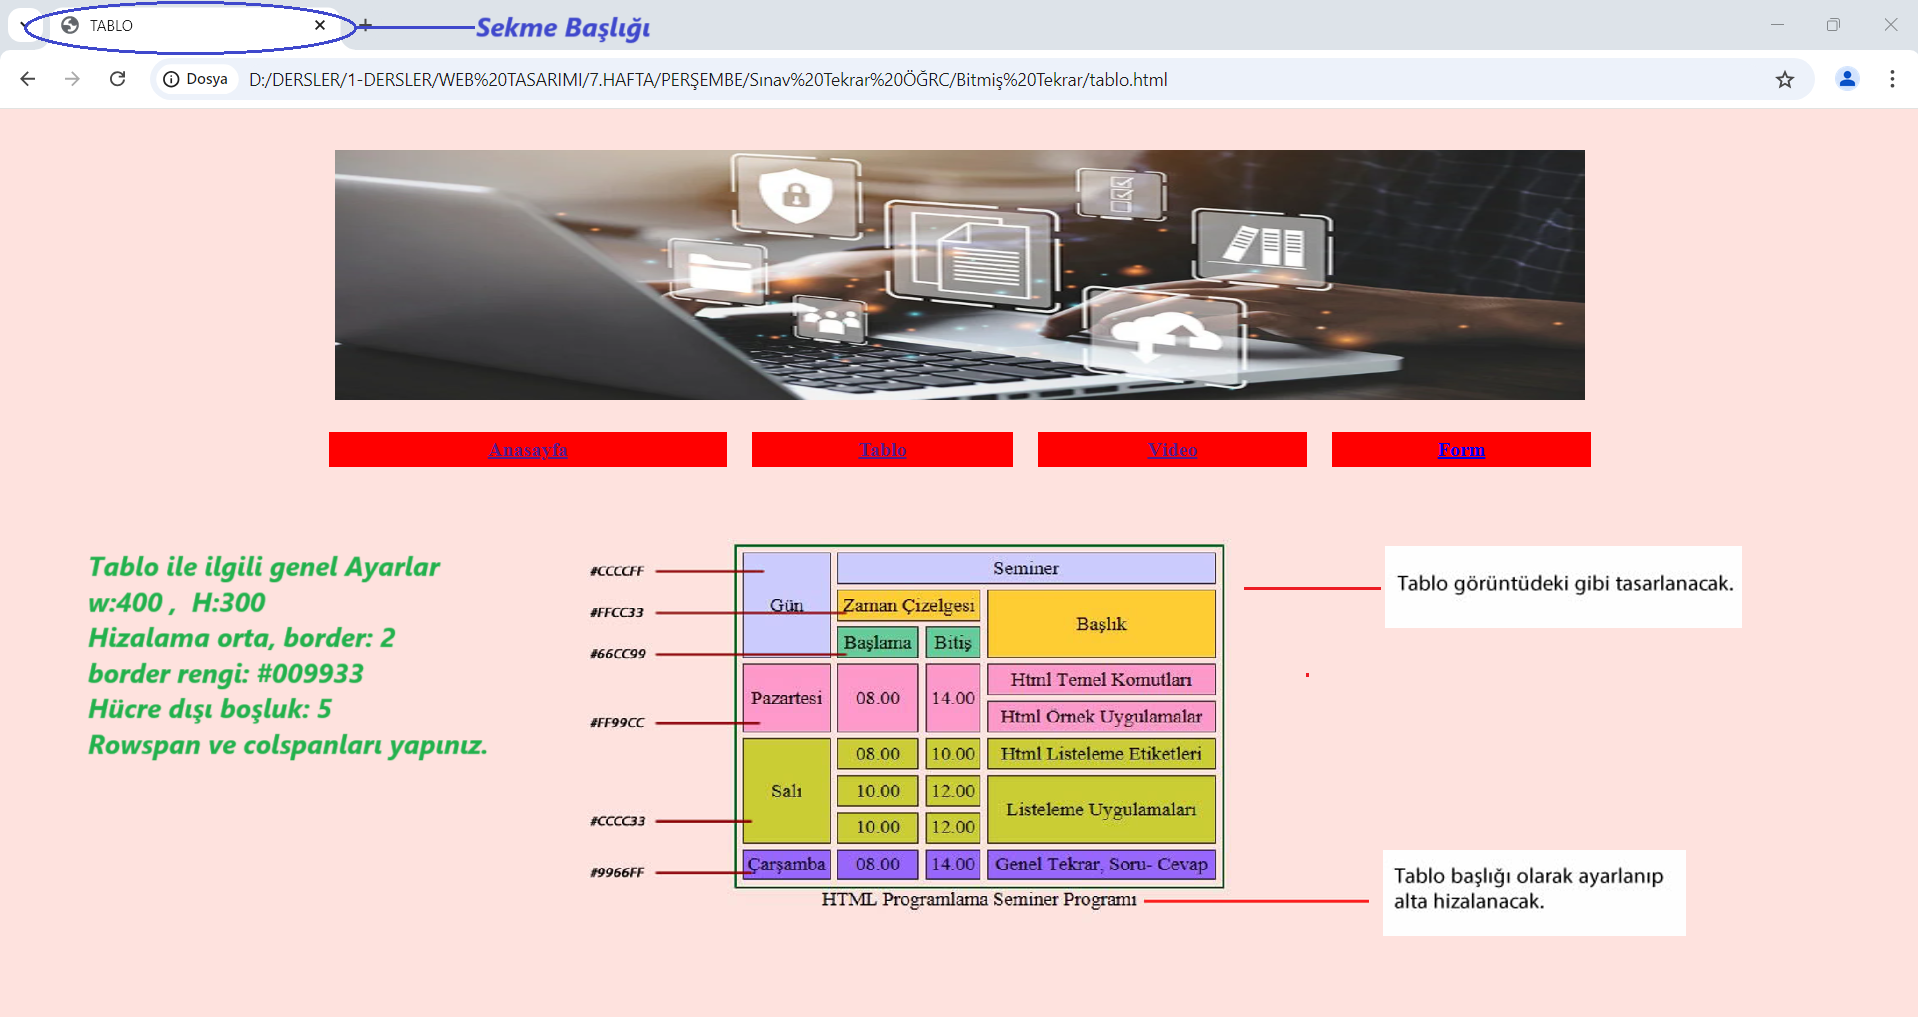 TABLO
Sekme Başlığı
Dosya
D:/DERSLER/1-DERSLER/WEB%20TASARIMI/7.HAFTA/PERŞEMBE/Sınav%20Tekrar%20ÖĞRC/Bitmiş%20Tekrar/tablo.html
Anasayfa
Tablo
Video
Form
Tablo ile ilgili genel Ayarlar
w:400 , H:300
Hizalama orta, border: 2
border rengi: #009933
Hücre dışı boşluk: 5
Rowspan ve colspanları yapınız.
#CCCCFF
#FFCC33
#66CC99
#FF99CC
#CCCC33
#9966FF
Gün
Seminer
Zaman Çizelgesi
Başlık
Başlama
Bitiş
Pazartesi
08.00
14.00
Html Temel Komutları
Html Örnek Uygulamalar
Salı
08.00
10.00
Html Listeleme Etiketleri
10.00
12.00
Listeleme Uygulamaları
10.00
12.00
Çarşamba
08.00
14.00
Genel Tekrar, Soru- Cevap
HTML Programlama Seminer Programı
Tablo görüntüdeki gibi tasarlanacak.
Tablo başlığı olarak ayarlanıp
alta hizalanacak.